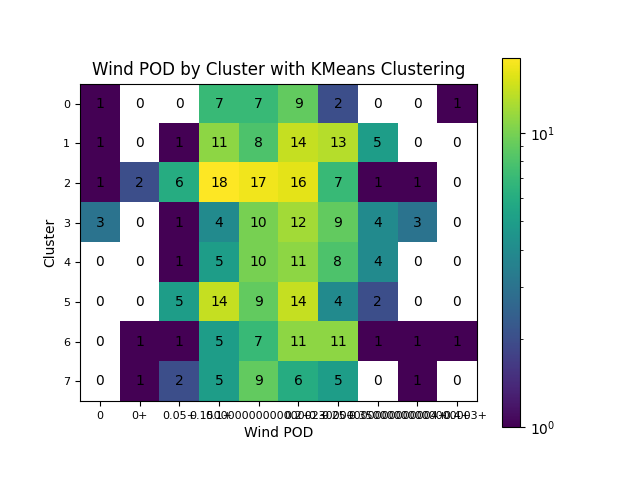 Wind POD by Cluster with KMeans Clustering
0 1 0 0 7 7 9 2 0 0 1
1 1 0 1 11 8 14 13 5 0 0
2 1 2 6 18 17 16 7 1 1 0
3 3 0 1 4 10 12 9 4 3 0
4 0 0 1 5 10 11 8 4 0 0
5 0 0 5 14 9 14 4 2 0 0
6 0 1 1 5 7 11 11 1 1 1
7 0 1 2 5 9 6 5 0 1 0
0 0+ 0.05+
Wind POD
Cluster
10¹
10⁰